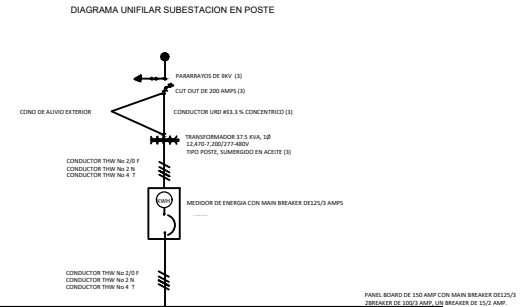 DIAGRAMA UNIFILAR SUBESTACION EN POSTE
PARARRAYOS DE 9KV (3)
CUT OUT DE 200 AMPS (3)
CONO DE ALIVIO EXTERIOR
CONDUCTOR URD #33.3 % CONCENTRICO (3)
TRANSFORMADOR 37.5 KVA, 1Ø
12,470-7,200/277-480V
TIPO POSTE, SUMERGIDO EN ACEITE (3)
CONDUCTOR THW No 2/0 F
CONDUCTOR THW No 2 N
CONDUCTOR THW No 4 T
KWH
MEDIDOR DE ENERGIA CON MAIN BREAKER DE125/3 AMPS
CONDUCTOR THW No 2/0 F
CONDUCTOR THW No 2 N
CONDUCTOR THW No 4 T
PANEL BOARD DE 150 AMP CON MAIN BREAKER DE125/3
2BREAKER DE 100/3 AMP, UN BREAKER DE 15/2 AMP.